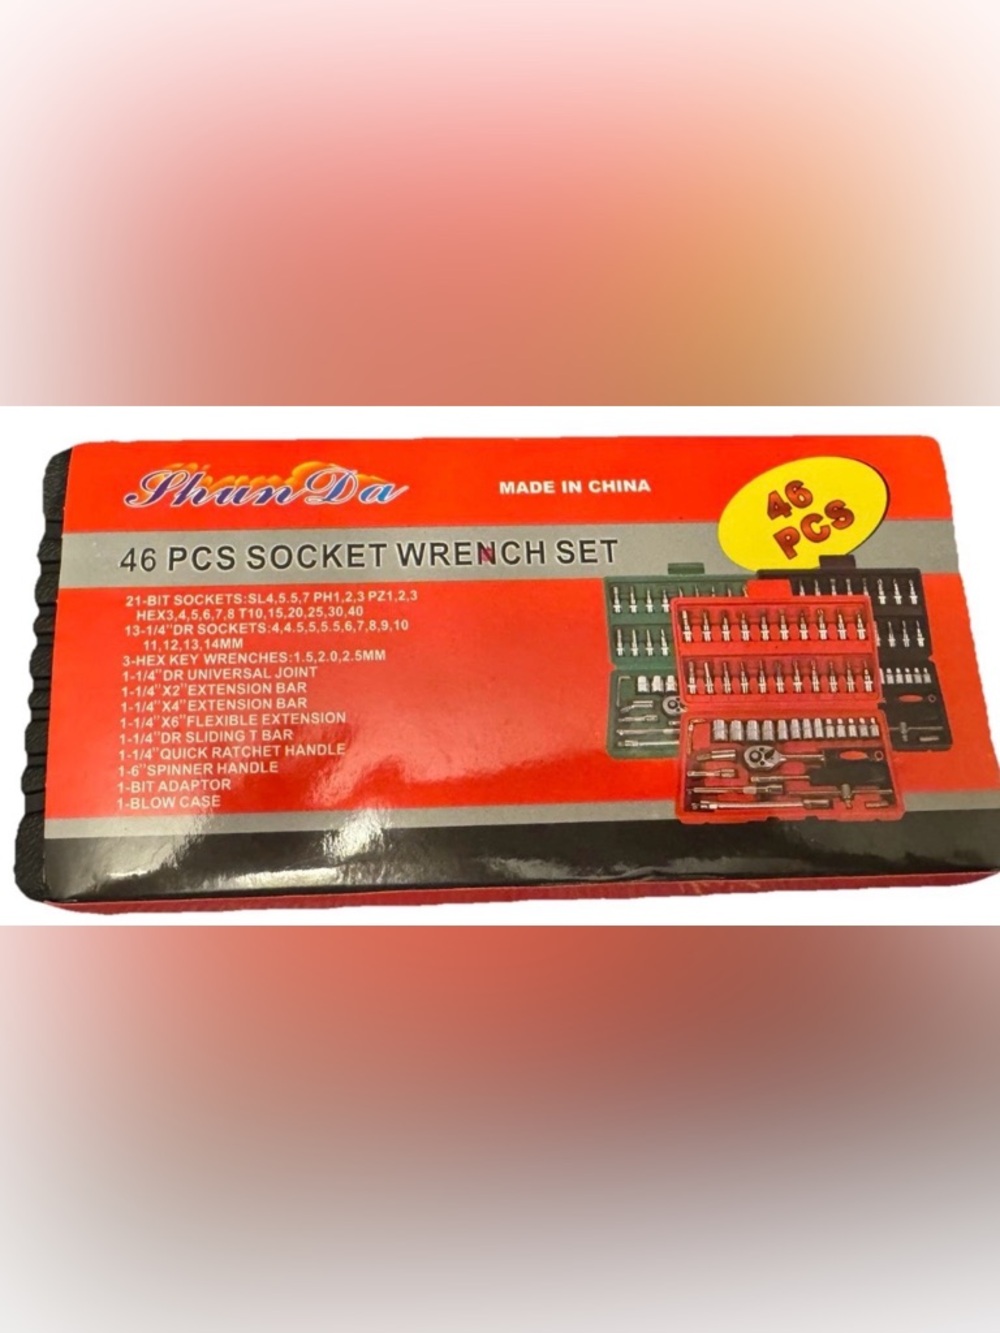 Shun Da
MADE IN CHINA
46
PCS
46 PCS SOCKET WRENCH SET
21-BIT SOCKETS:SL4,5.5,7 PH1,2,3 PZ1,2,3
HEX3,4,5,6,7,8 T10,15,20,25,30,40
13-1/4"DR SOCKETS:4,4.5,5,5.5,6,7,8,9,10
11,12,13,14MM
3-HEX KEY WRENCHES:1.5,2.0,2.5MM
1-1/4"DR UNIVERSAL JOINT
1-1/4"X2"EXTENSION BAR
1-1/4"X4"EXTENSION BAR
1-1/4"X6"FLEXIBLE EXTENSION
1-1/4"DR SLIDING T BAR
1-1/4"QUICK RATCHET HANDLE
1-6"SPINNER HANDLE
1-BIT ADAPTOR
1-BLOW CASE